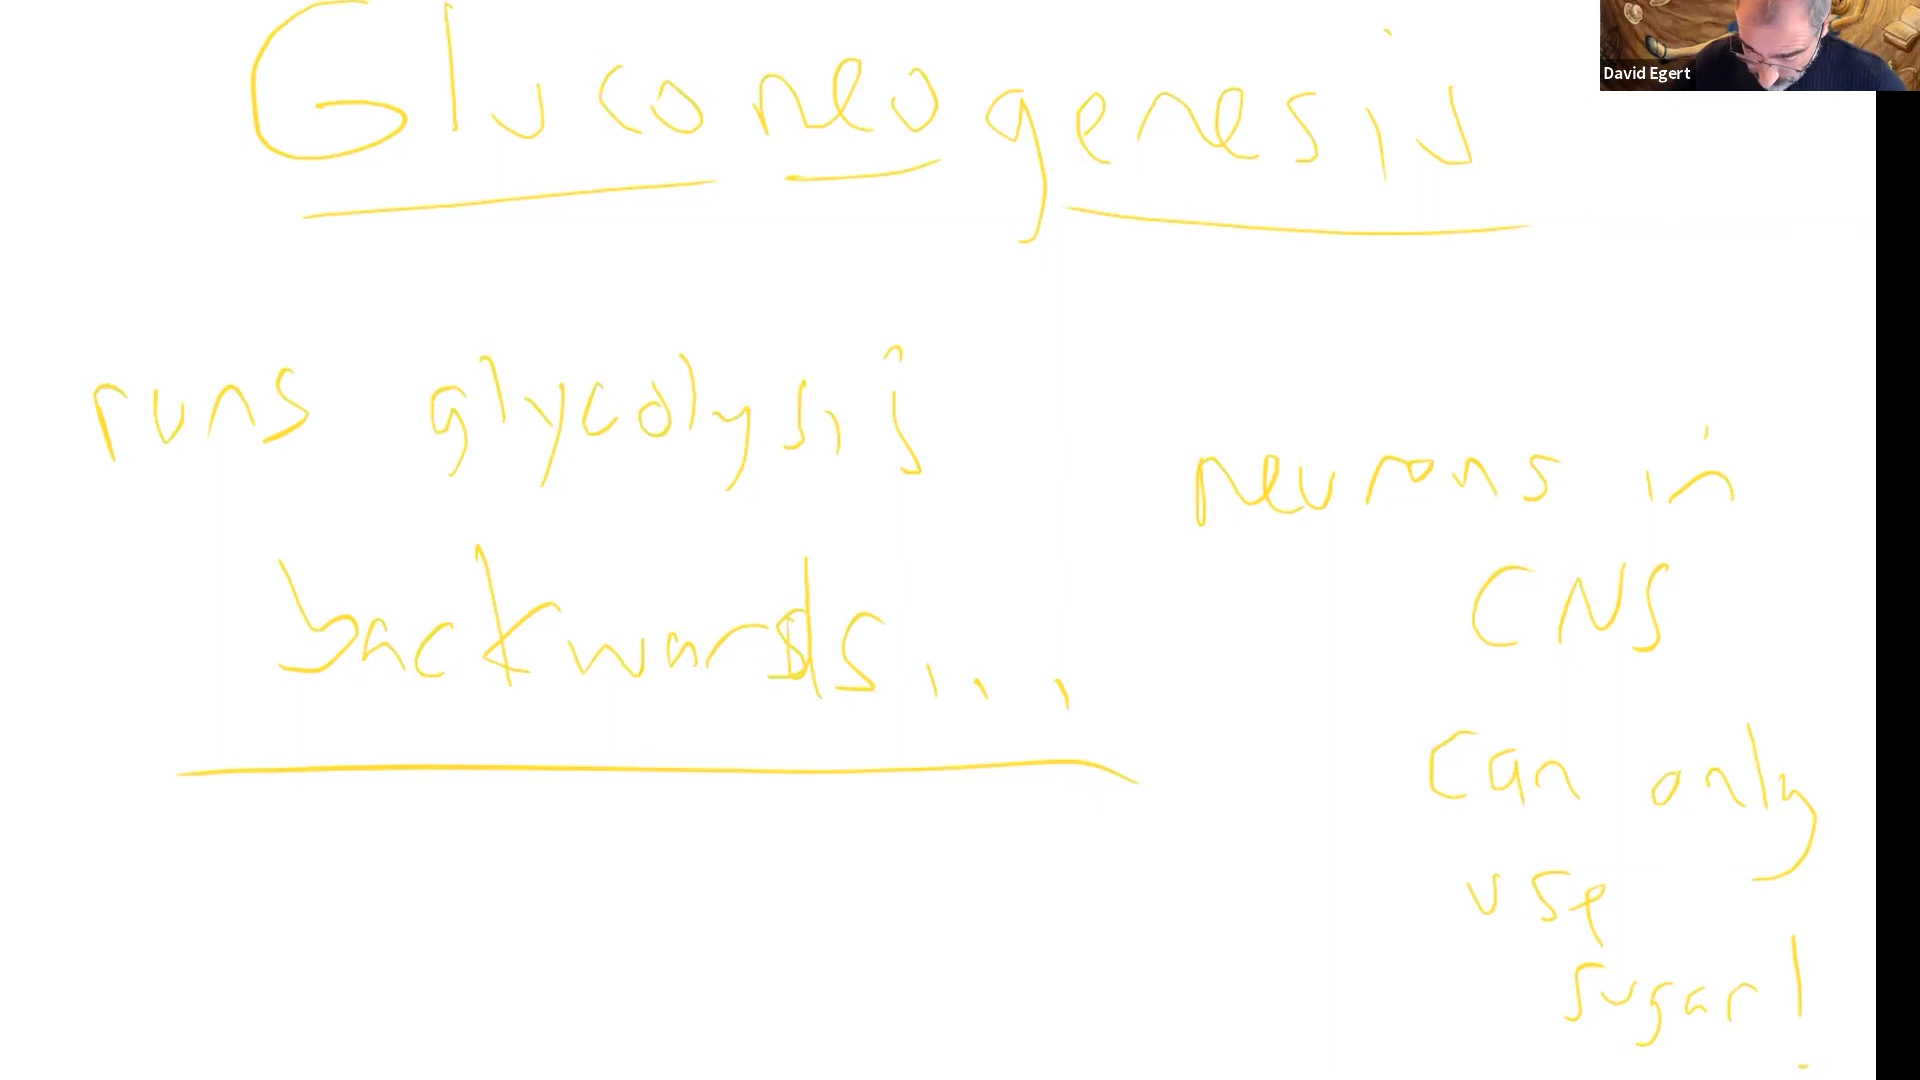 Gluconeogenesis
David Egert
runs glycolysis
backwards...
neurons in
CNS
can only
use
sugar!